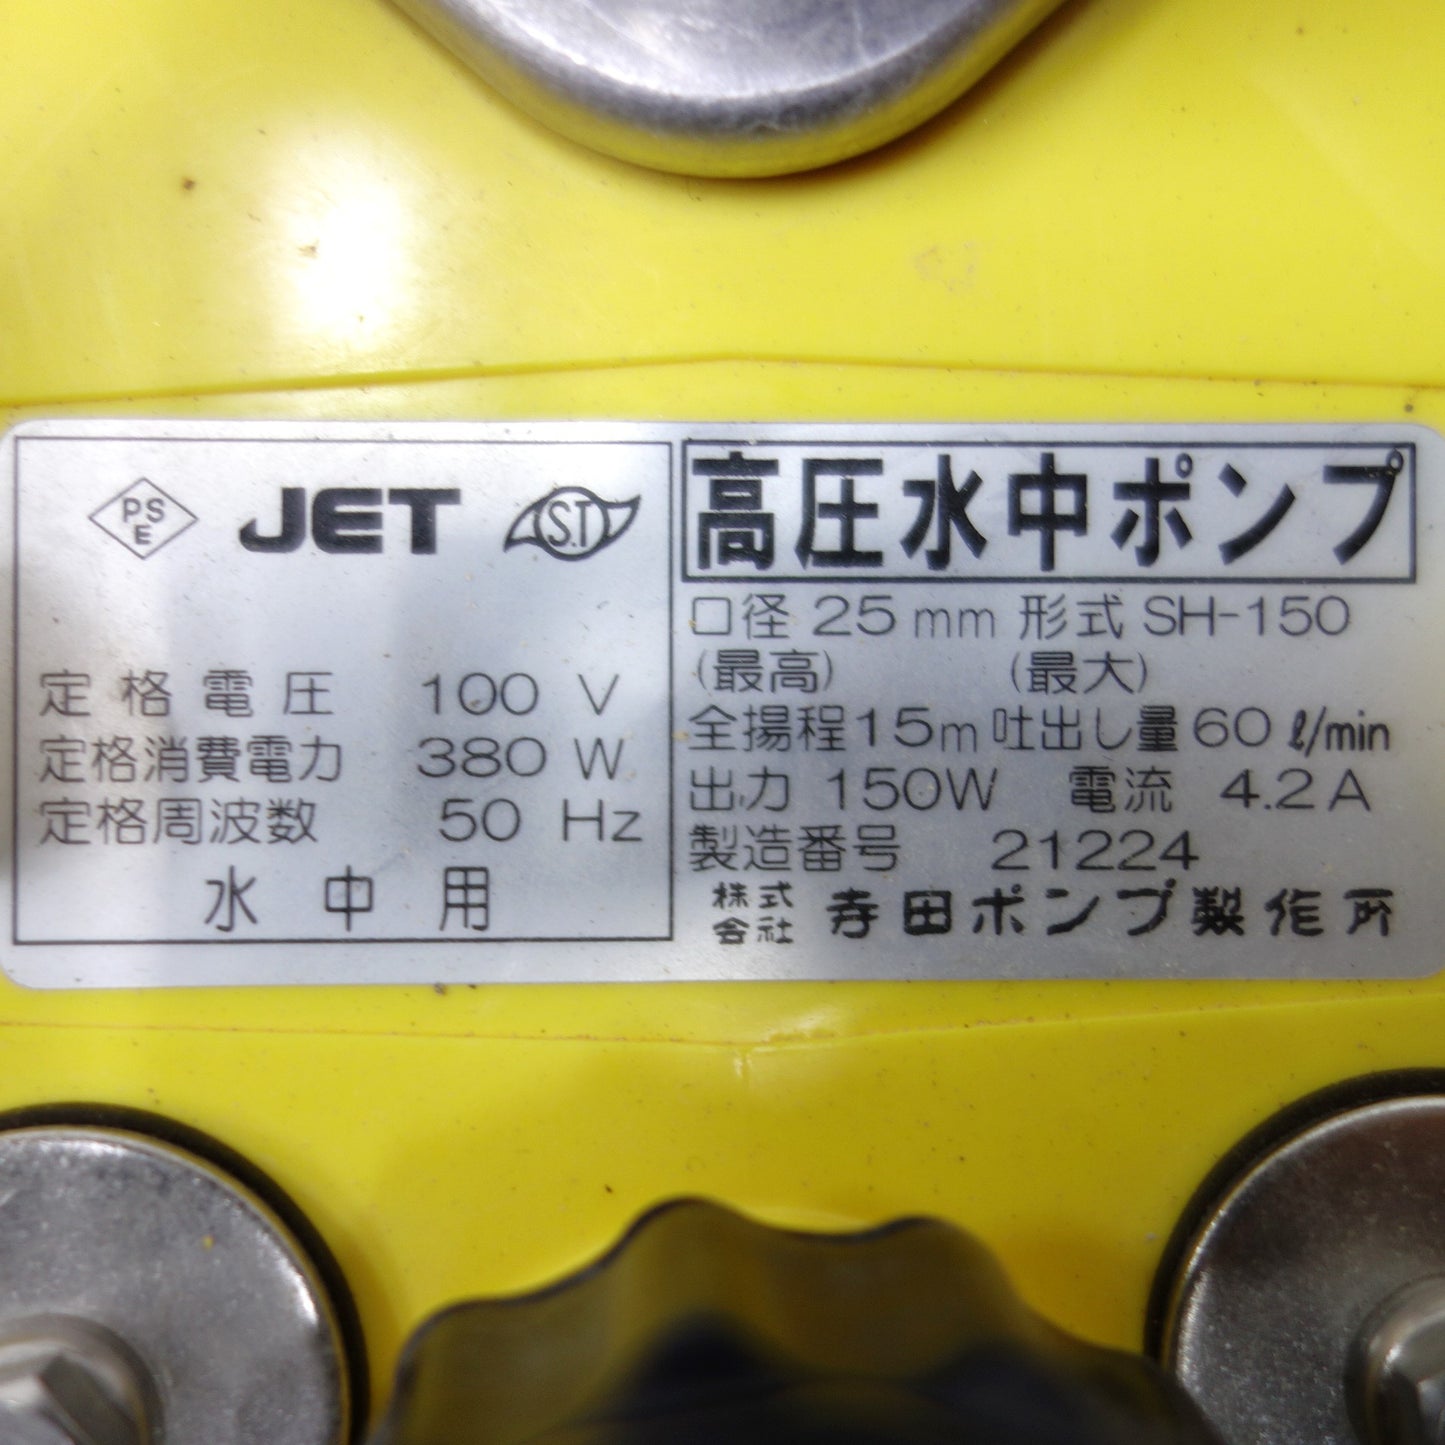 PSE JET S.T
定格電圧 100 V
定格消費電力 380 W
定格周波数 50 Hz
水中用
高圧水中ポンプ
口径 25 mm 形式 SH-150
(最高) (最大)
全揚程 15m 吐出し量 60 ℓ/min
出力 150W 電流 4.2 A
製造番号 21224
株式会社 寺田ポンプ製作所